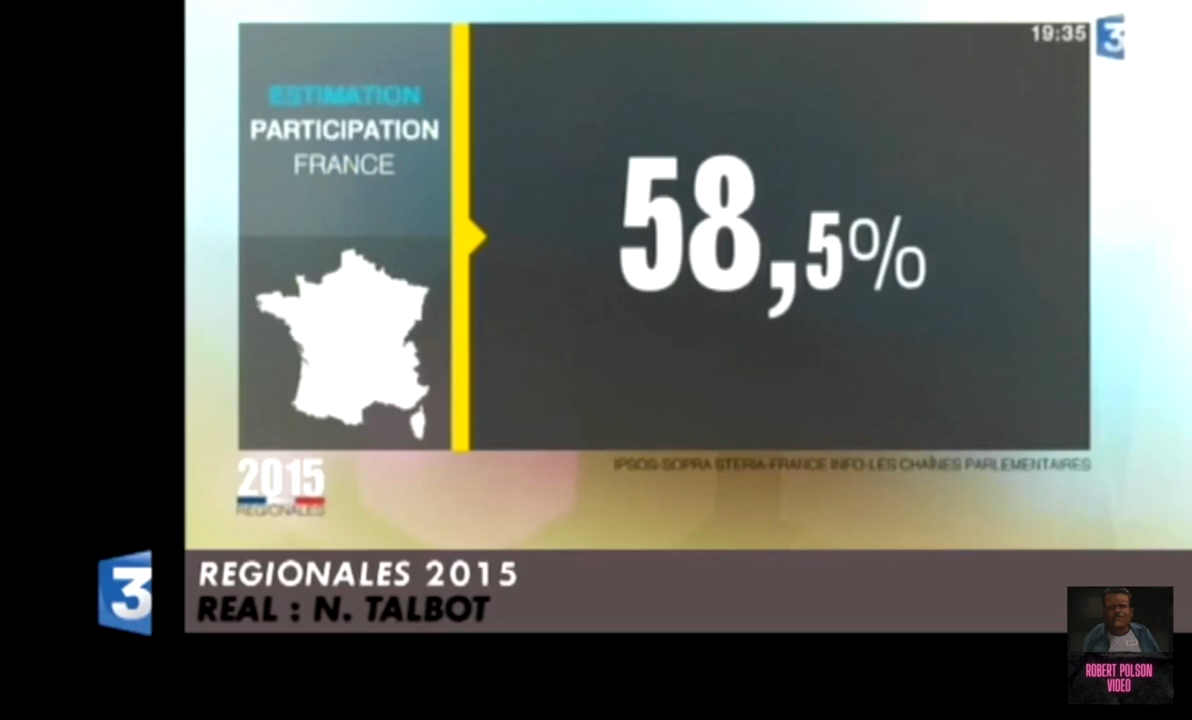 19:35
3
ESTIMATION
PARTICIPATION
FRANCE
58,5%
2015
REGIONALES
IPSOS-SOPRA STERIA-FRANCE INFO-LES CHAÎNES PARLEMENTAIRES
3
REGIONALES 2015
REAL : N. TALBOT
ROBERT POLSON
VIDEO